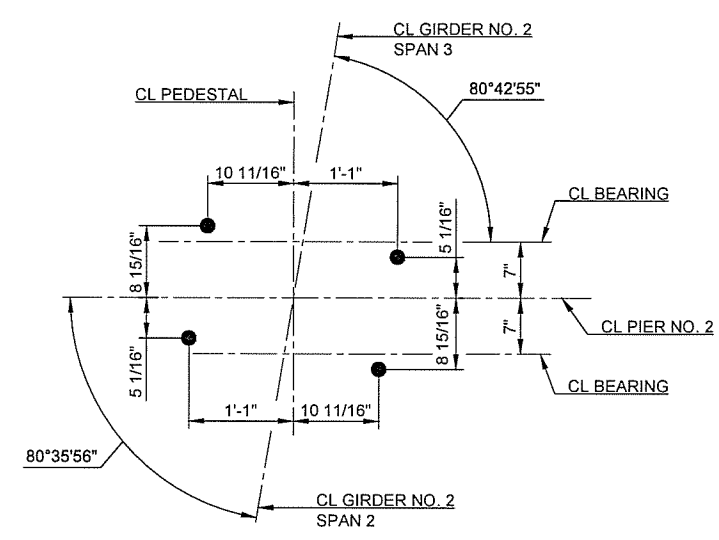 CL GIRDER NO. 2
SPAN 3
80°42'55"
CL PEDESTAL
10 11/16"
1'-1"
CL BEARING
5 1/16"
8 15/16"
7"
CL PIER NO. 2
7"
8 15/16"
5 1/16"
CL BEARING
1'-1"
10 11/16"
80°35'56"
CL GIRDER NO. 2
SPAN 2